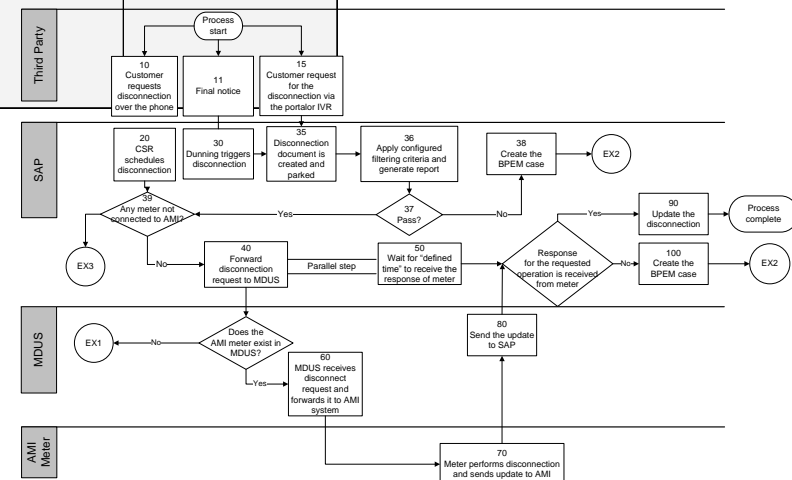 Third Party
Process
start
10
Customer
requests
disconnection
over the phone
11
Final notice
15
Customer request
for the
disconnection via
the portalor IVR
SAP
20
CSR
schedules
disconnection
30
Dunning triggers
disconnection
35
Disconnection
document is
created and
parked
36
Apply configured
filtering criteria and
generate report
38
Create the
BPEM case
EX2
39
Any meter not
connected to AMI?
Yes
37
Pass?
No
Yes
90
Update the
disconnection
Process
complete
EX3
No
40
Forward
disconnection
request to MDUS
Parallel step
50
Wait for “defined
time” to receive the
response of meter
Response
for the requested
operation is received
from meter
No
100
Create the
BPEM case
EX2
MDUS
EX1
No
Does the
AMI meter exist in
MDUS?
Yes
60
MDUS receives
disconnect
request and
forwards it to AMI
system
80
Send the update
to SAP
AMI
Meter
70
Meter performs disconnection
and sends update to AMI